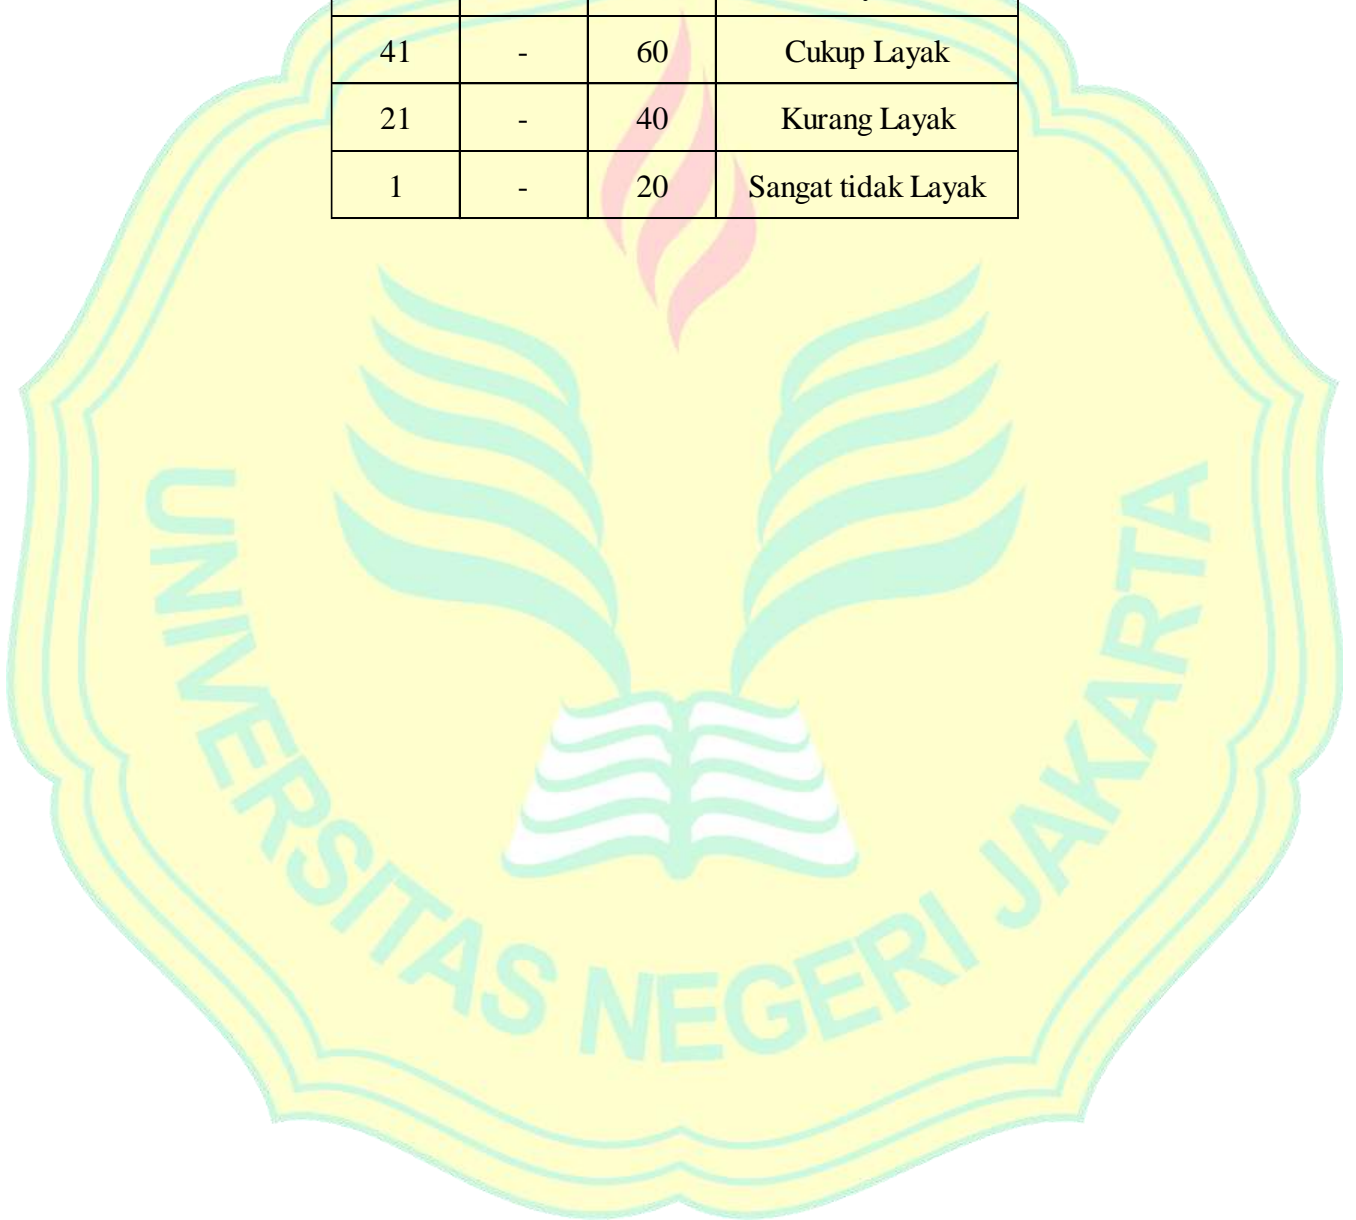 41 - 60 Cukup Layak
21 - 40 Kurang Layak
1 - 20 Sangat tidak Layak
UNIVERSITAS NEGERI JAKARTA